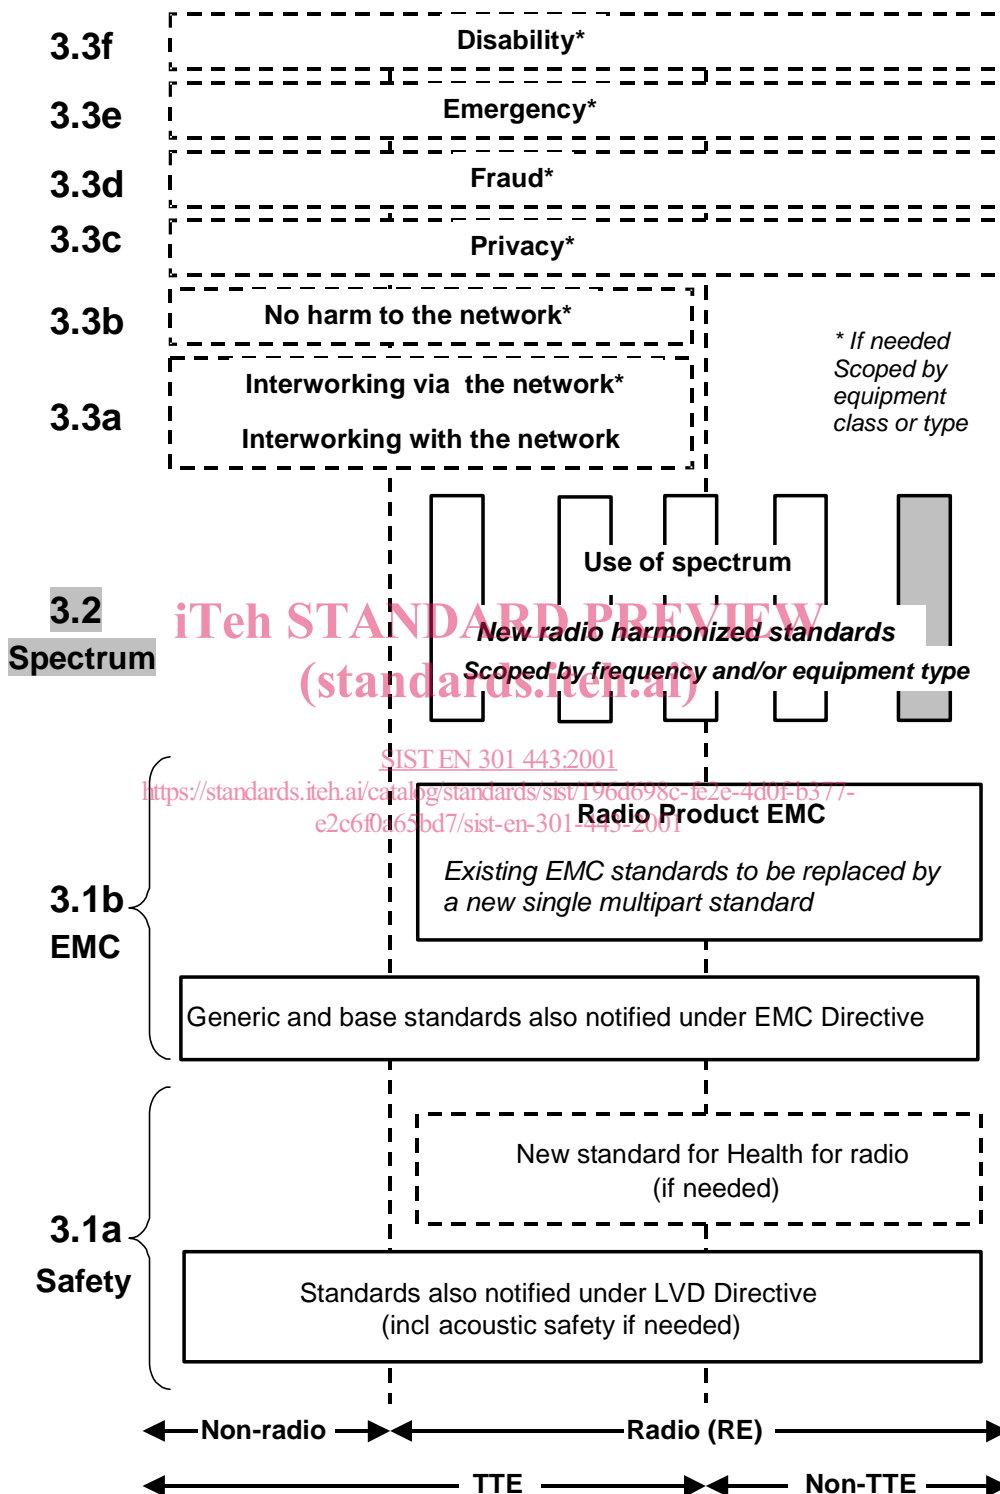 3.3f
Disability*
3.3e
Emergency*
3.3d
Fraud*
3.3c
Privacy*
3.3b
No harm to the network*
* If needed
Scoped by
equipment
class or type
3.3a
Interworking via the network*
Interworking with the network
Use of spectrum
3.2
Spectrum
New radio harmonized standards
Scoped by frequency and/or equipment type
iTeh STANDARD PREVIEW
(standards.iteh.ai)
SIST EN 301 443:2001
https://standards.iteh.ai/catalog/standards/sist/196d698c-fe2e-4d0f-b377-
e2c6f0a65bd7/sist-en-301-443-2001
Radio Product EMC
Existing EMC standards to be replaced by
a new single multipart standard
3.1b
EMC
Generic and base standards also notified under EMC Directive
New standard for Health for radio
(if needed)
3.1a
Safety
Standards also notified under LVD Directive
(incl acoustic safety if needed)
Non-radio
Radio (RE)
TTE
Non-TTE